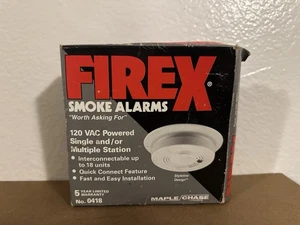 FIREX®
SMOKE ALARMS
"Worth Asking For"
120 VAC Powered
Single and/or
Multiple Station
• Interconnectable up
to 18 units
• Quick Connect Feature
• Fast and Easy Installation
5 YEAR LIMITED
WARRANTY
No. 0418
MAPLE/CHASE